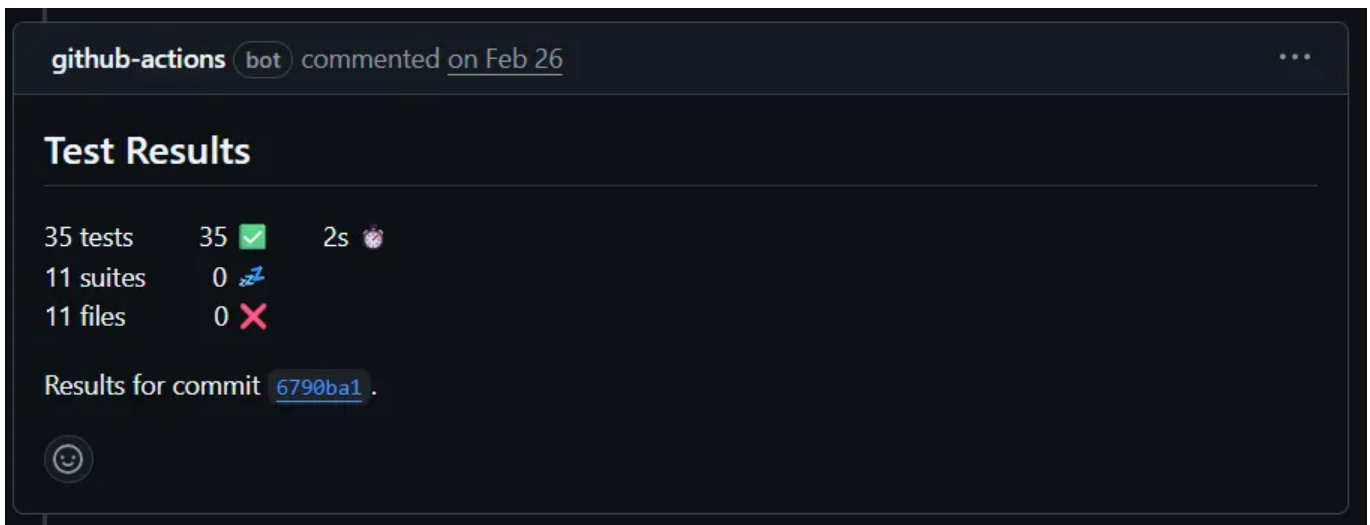 github-actions bot commented on Feb 26
Test Results
35 tests 35 ✅ 2s ⏱️
11 suites 0 💤
11 files 0 ❌
Results for commit 6790ba1.